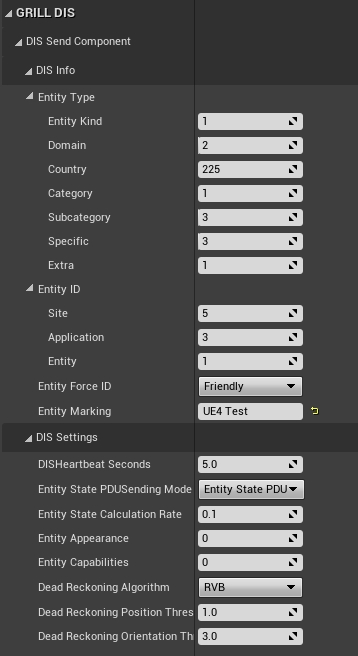 GRILL DIS
DIS Send Component
DIS Info
Entity Type
Entity Kind 1
Domain 2
Country 225
Category 1
Subcategory 3
Specific 3
Extra 1
Entity ID
Site 5
Application 3
Entity 1
Entity Force ID Friendly
Entity Marking UE4 Test
DIS Settings
DISHeartbeat Seconds 5.0
Entity State PDUSending Mode Entity State PDU
Entity State Calculation Rate 0.1
Entity Appearance 0
Entity Capabilities 0
Dead Reckoning Algorithm RVB
Dead Reckoning Position Thres 1.0
Dead Reckoning Orientation Th 3.0